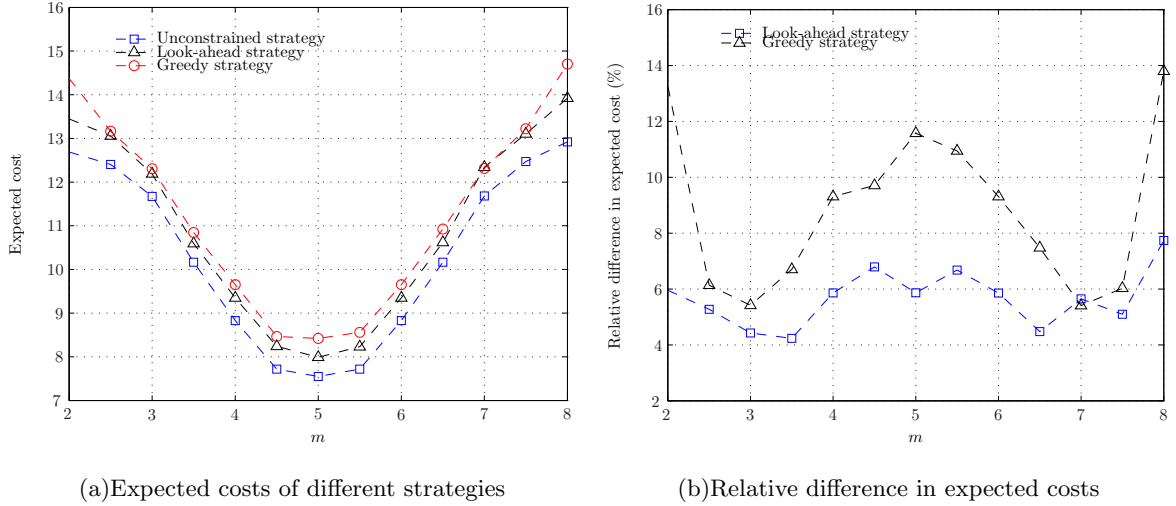 16
15
14
13
12
11
10
9
8
7
2
3
4
5
6
7
8
Expected cost
m
Unconstrained strategy
Look-ahead strategy
Greedy strategy
(a)Expected costs of different strategies
16
14
12
10
8
6
4
2
2
3
4
5
6
7
8
Relative difference in expected cost (%)
m
Look-ahead strategy
Greedy strategy
(b)Relative difference in expected costs